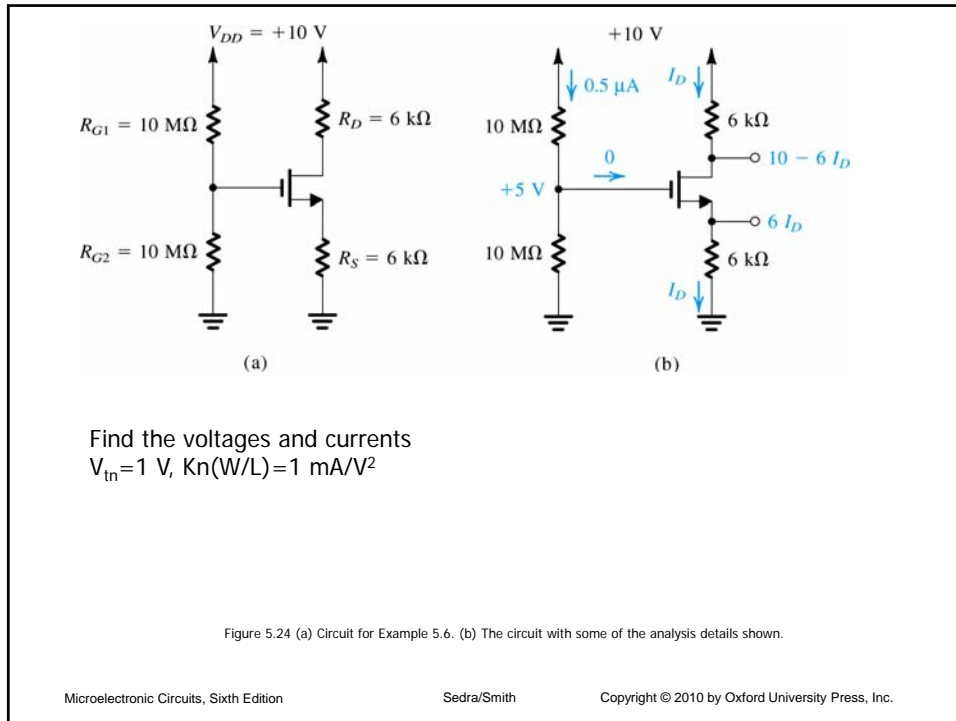 V_DD = +10 V
R_G1 = 10 MΩ
R_D = 6 kΩ
R_G2 = 10 MΩ
R_S = 6 kΩ
(a)
+10 V
0.5 µA
I_D
10 MΩ
6 kΩ
0
10 − 6 I_D
+5 V
6 I_D
10 MΩ
6 kΩ
I_D
(b)
Find the voltages and currents
V_tn=1 V, Kn(W/L)=1 mA/V²
Figure 5.24 (a) Circuit for Example 5.6. (b) The circuit with some of the analysis details shown.
Microelectronic Circuits, Sixth Edition
Sedra/Smith
Copyright © 2010 by Oxford University Press, Inc.